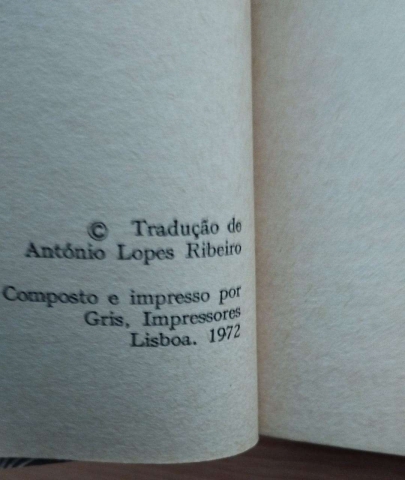 © Tradução de
António Lopes Ribeiro
Composto e impresso por
Gris, Impressores
Lisboa. 1972